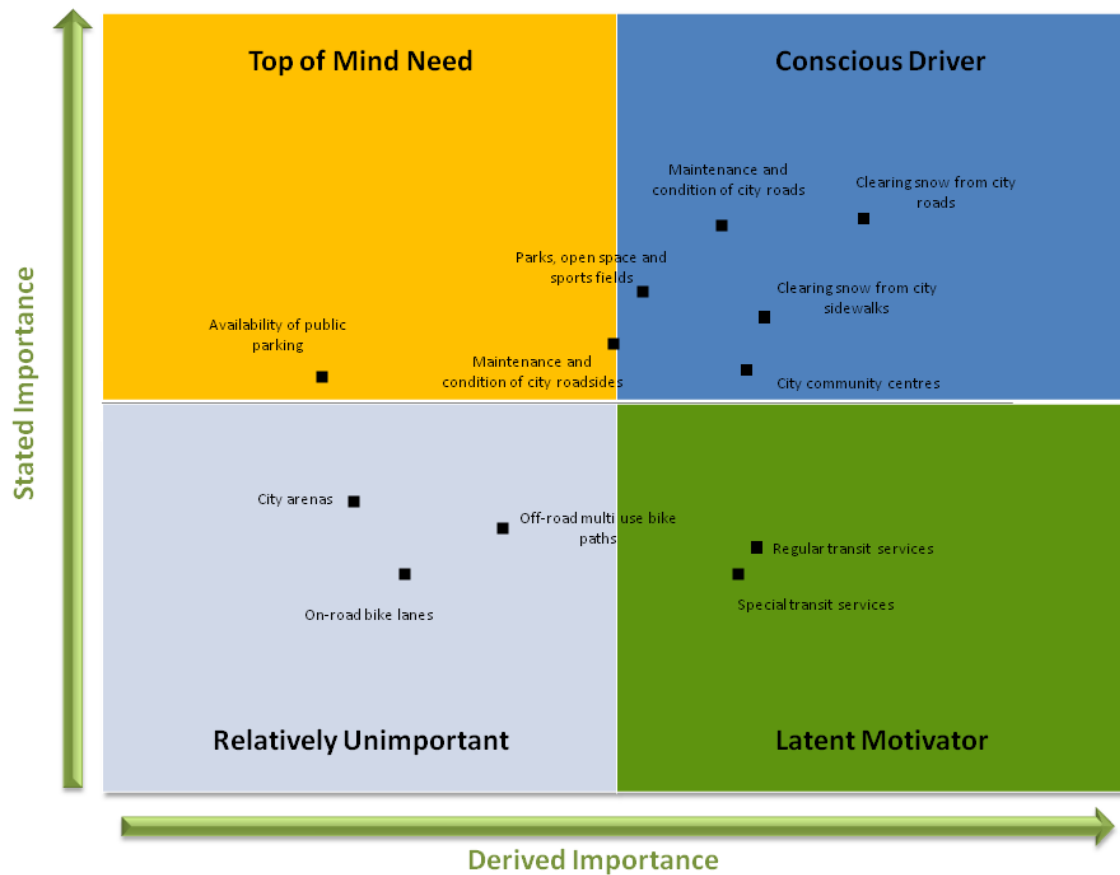 Top of Mind Need
Conscious Driver
Maintenance and
condition of city roads
Clearing snow from city
roads
Parks, open space and
sports fields
Clearing snow from city
sidewalks
Availability of public
parking
Maintenance and
condition of city roadsides
City community centres
Stated Importance
City arenas
Off-road multi use bike
paths
Regular transit services
On-road bike lanes
Special transit services
Relatively Unimportant
Latent Motivator
Derived Importance